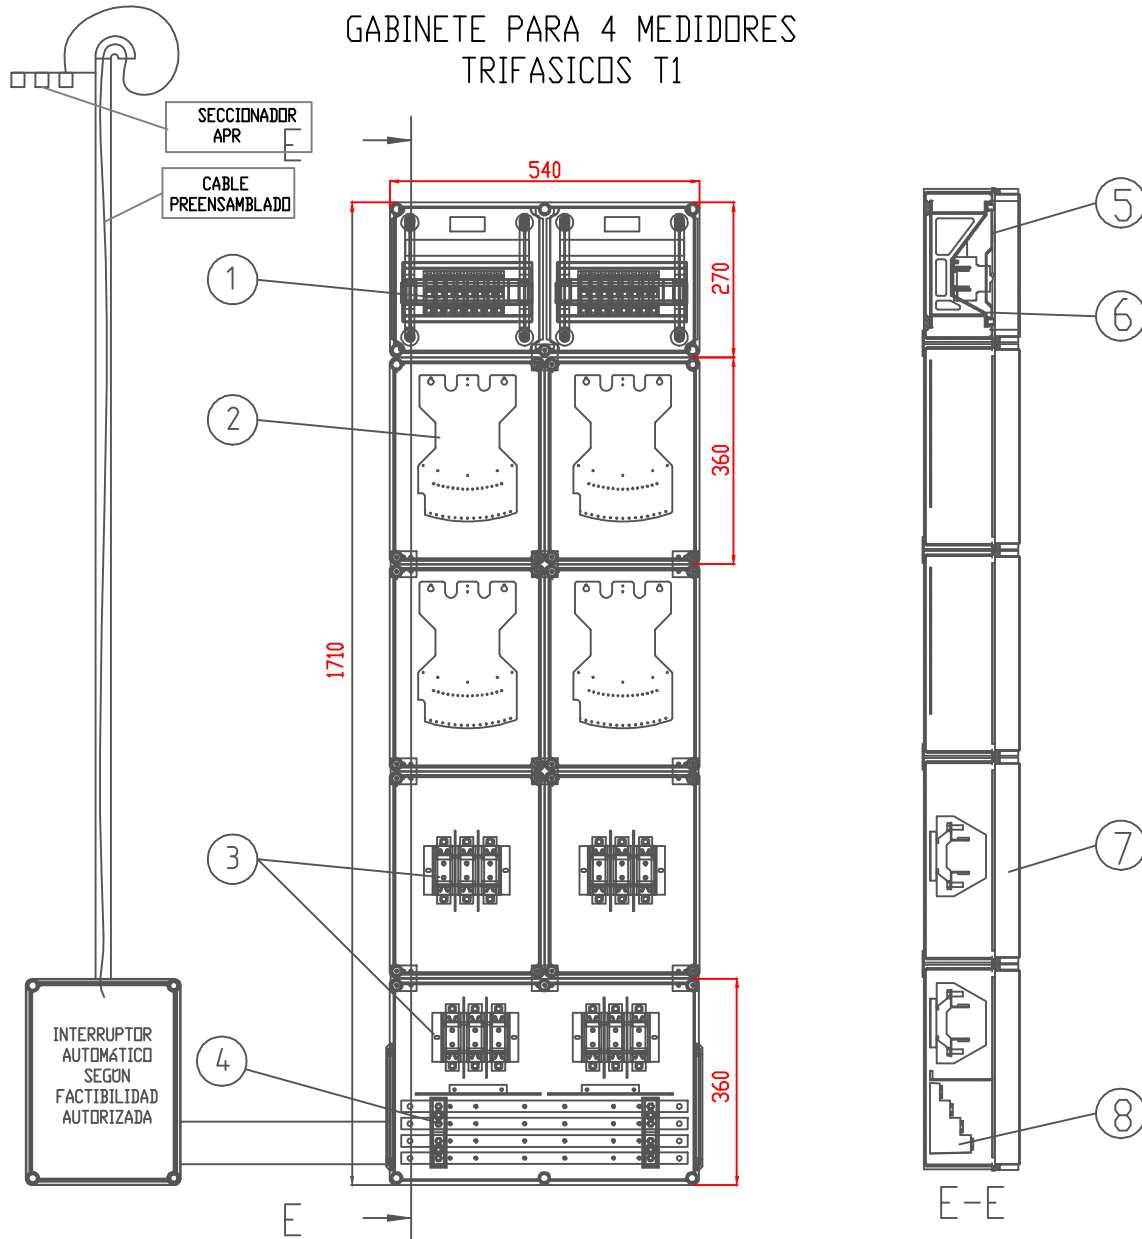 GABINETE PARA 4 MEDIDORES
TRIFASICOS T1
SECCIONADOR
APR
E
CABLE
PREENSAMBLADO
540
270
360
1710
360
1
2
3
4
5
6
7
8
INTERRUPTOR
AUTOMáTICO
SEGÚN
FACTIBILIDAD
AUTORIZADA
E
E-E